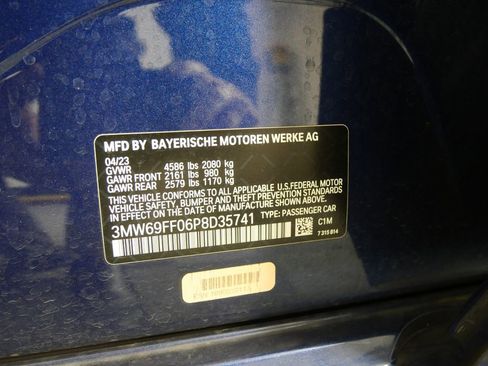 MFD BY BAYERISCHE MOTOREN WERKE AG
04/23
GVWR 4586 lbs 2080 kg
GAWR FRONT 2161 lbs 980 kg
GAWR REAR 2579 lbs 1170 kg
THIS VEHICLE CONFORMS TO ALL APPLICABLE U.S. FEDERAL MOTOR
VEHICLE SAFETY, BUMPER, AND THEFT PREVENTION STANDARDS
IN EFFECT ON THE DATE OF MANUFACTURE SHOWN ABOVE.
3MW69FF06P8D35741 TYPE: PASSENGER CAR
C1M
7 315 814